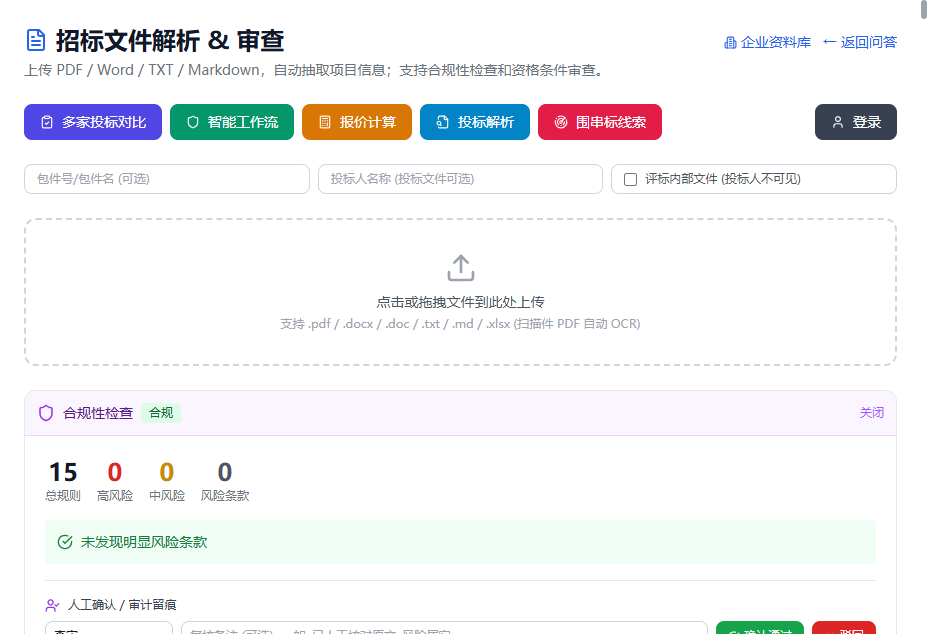 招标文件解析 & 审查
企业资料库 ← 返回问答
上传 PDF / Word / TXT / Markdown，自动抽取项目信息；支持合规性检查和资格条件审查。
多家投标对比 智能工作流 报价计算 投标解析 围串标线索 登录
包件号/包件名 (可选) 投标人名称 (投标文件可选) 评标内部文件 (投标人不可见)
点击或拖拽文件到此处上传
支持 .pdf / .docx / .doc / .txt / .md / .xlsx (扫描件 PDF 自动 OCR)
合规性检查 合规 关闭
15 0 0 0
总规则 高风险 中风险 风险条款
未发现明显风险条款
人工确认 / 审计留痕